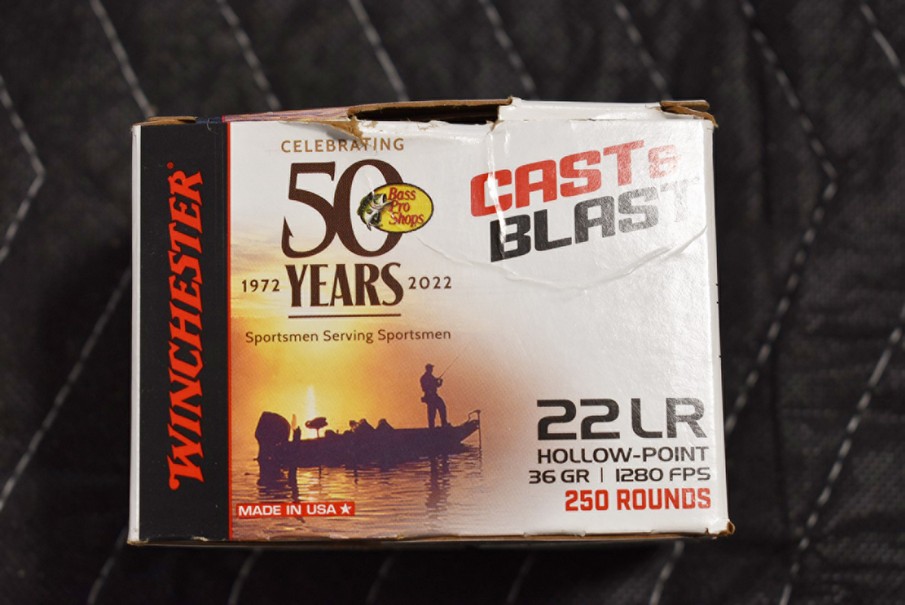 WINCHESTER
CELEBRATING
50
Bass
Pro
Shops
1972 YEARS 2022
Sportsmen Serving Sportsmen
CAST &
BLAST
22 LR
HOLLOW-POINT
36 GR | 1280 FPS
250 ROUNDS
MADE IN USA ★